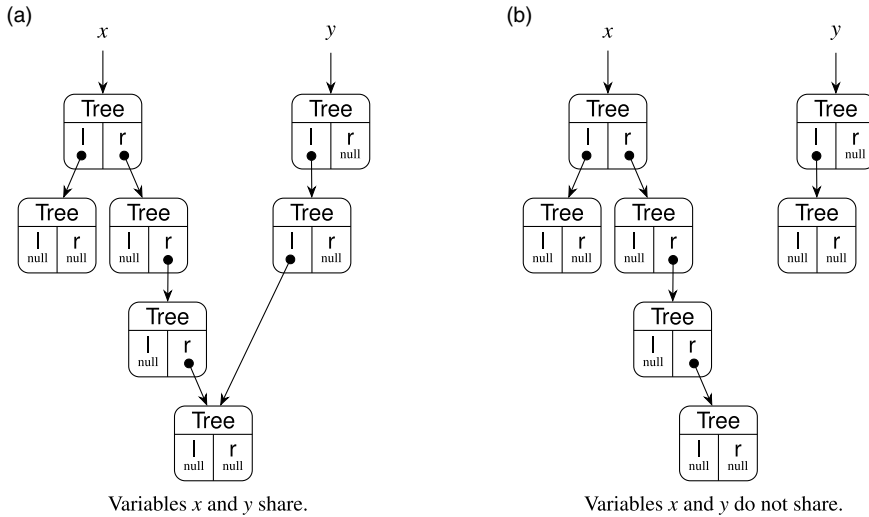 (a)
x y
Tree Tree
l r l r
null
Tree Tree Tree
l r l r l r
null null null null
Tree
l r
null
Tree
l r
null null
Variables x and y share.
(b)
x y
Tree Tree
l r l r
null
Tree Tree Tree
l r l r l r
null null null null null
Tree
l r
null
Tree
l r
null null
Variables x and y do not share.